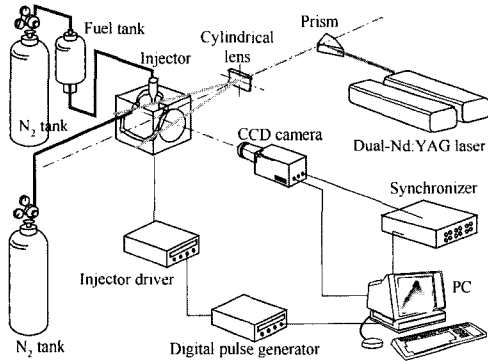 Fuel tank
Injector
Cylindrical
lens
Prism
N₂ tank
Dual-Nd:YAG laser
CCD camera
Synchronizer
Injector driver
PC
N₂ tank
Digital pulse generator